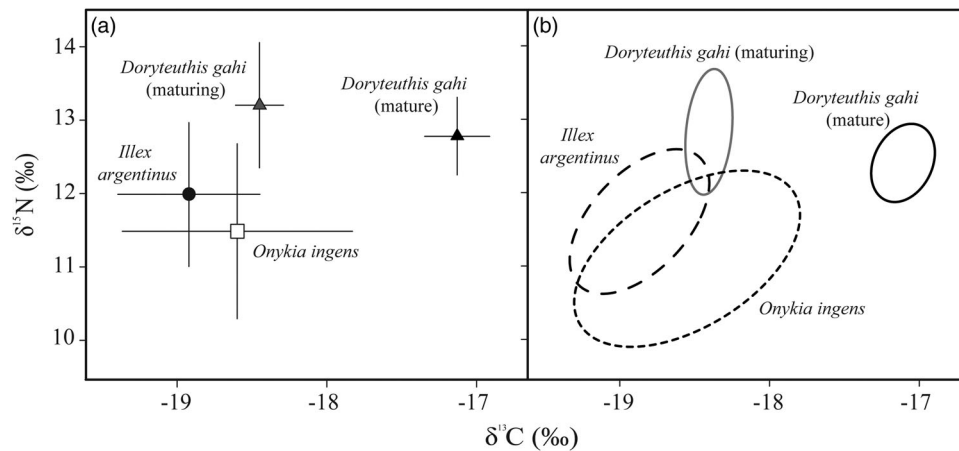 (a)
14
13
12
11
10
δ¹⁵N (‰)
Doryteuthis gahi
(maturing)
Doryteuthis gahi
(mature)
Illex
argentinus
Onykia ingens
-19
-18
-17
(b)
Doryteuthis gahi (maturing)
Doryteuthis gahi
(mature)
Illex
argentinus
Onykia ingens
-19
-18
-17
δ¹³C (‰)